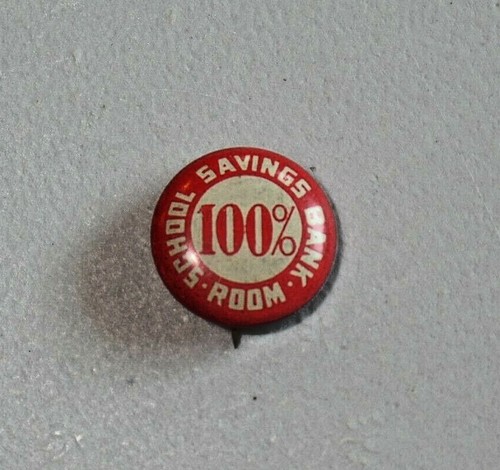 SCHOOL SAVINGS BANK
100%
· ROOM ·